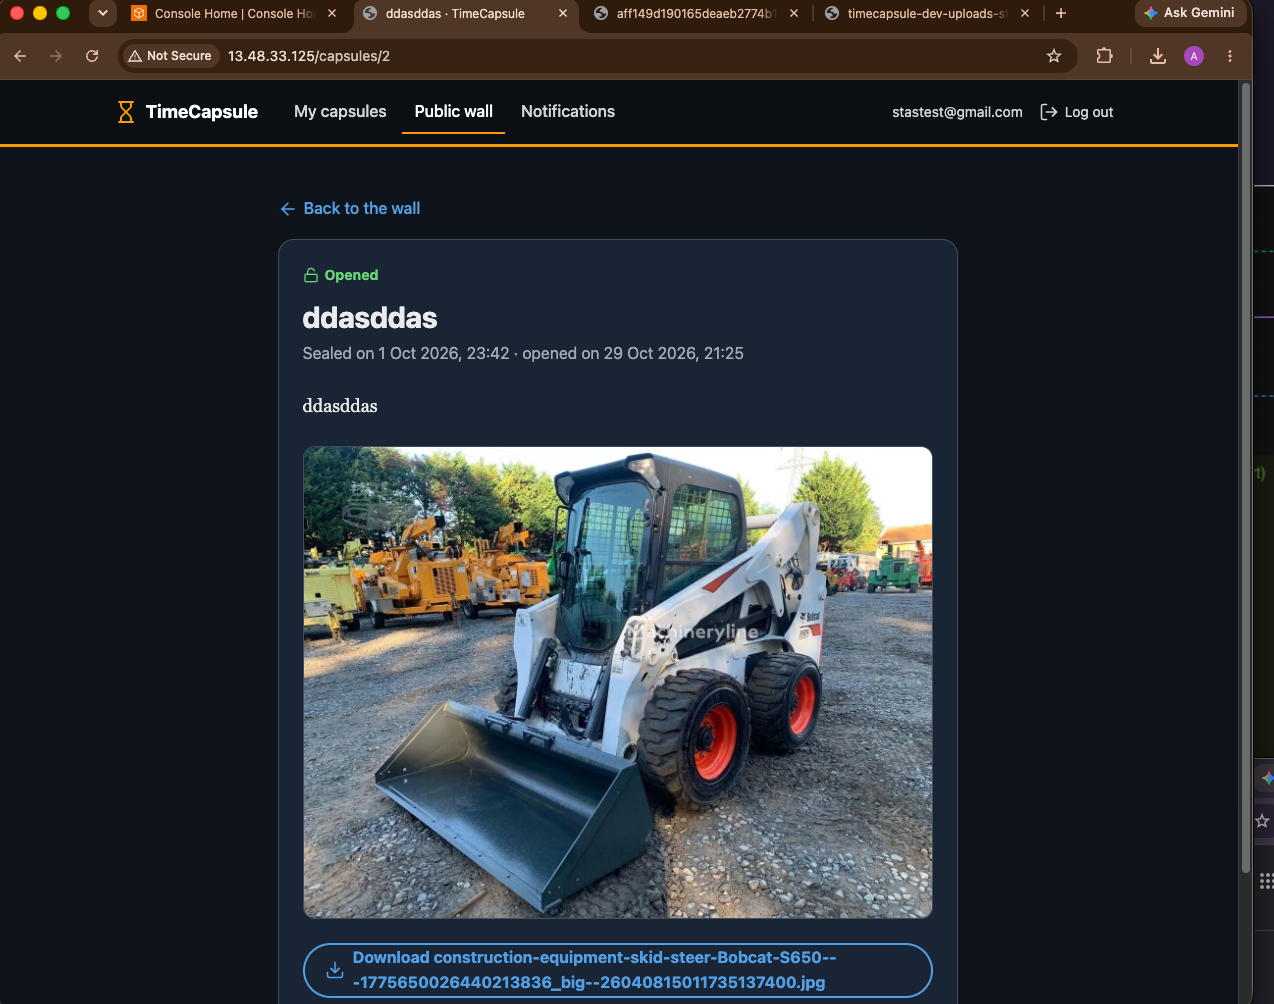 Console Home | Console Ho
ddasddas · TimeCapsule
aff149d190165deaeb2774b1
timecapsule-dev-uploads-s
Ask Gemini
Not Secure
13.48.33.125/capsules/2
A
TimeCapsule
My capsules
Public wall
Notifications
stastest@gmail.com
Log out
Back to the wall
Opened
ddasddas
Sealed on 1 Oct 2026, 23:42 · opened on 29 Oct 2026, 21:25
ddasddas
Bobcat
Machineryline
Download construction-equipment-skid-steer-Bobcat-S650--
-1775650026440213836_big--26040815011735137400.jpg